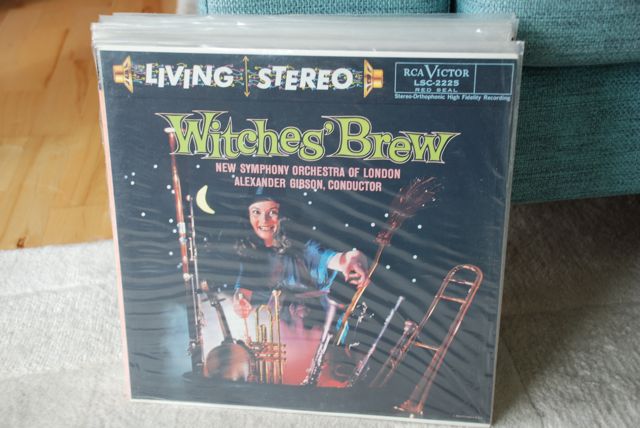 LIVING STEREO
RCA VICTOR
LSC-2225
RED SEAL
Stereo-Orthophonic High Fidelity Recording
Witches' Brew
NEW SYMPHONY ORCHESTRA OF LONDON
ALEXANDER GIBSON, CONDUCTOR